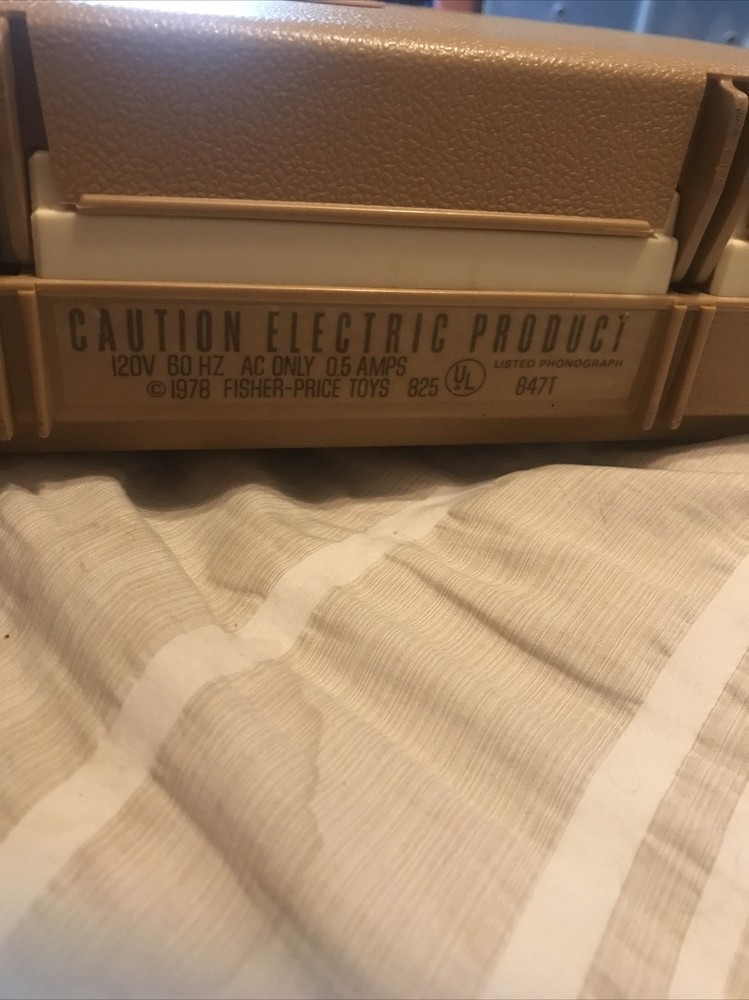 CAUTION ELECTRIC PRODUCT
120V 60 HZ AC ONLY 0.5 AMPS UL LISTED PHONOGRAPH
©1978 FISHER-PRICE TOYS 825 847T